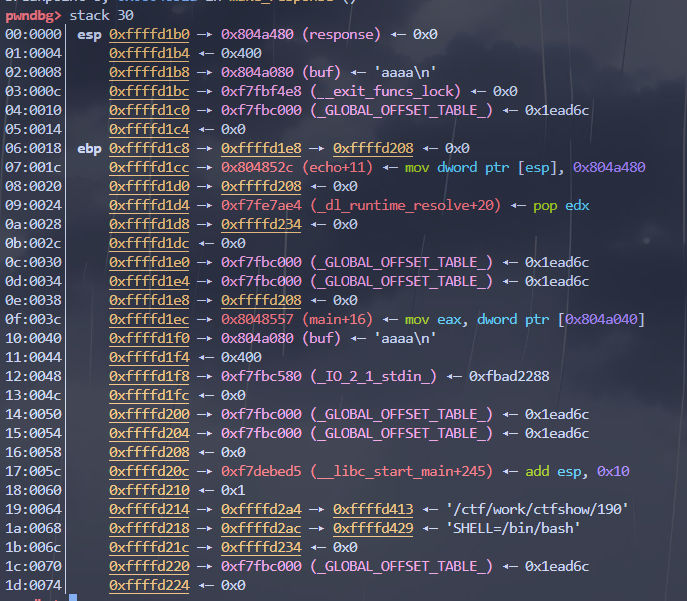 pwndbg> stack 30
00:0000│ esp 0xffffd1b0 —▸ 0x804a480 (response) ◂— 0x0
01:0004│     0xffffd1b4 ◂— 0x400
02:0008│     0xffffd1b8 —▸ 0x804a080 (buf) ◂— 'aaaa\n'
03:000c│     0xffffd1bc —▸ 0xf7fbf4e8 (__exit_funcs_lock) ◂— 0x0
04:0010│     0xffffd1c0 —▸ 0xf7fbc000 (_GLOBAL_OFFSET_TABLE_) ◂— 0x1ead6c
05:0014│     0xffffd1c4 ◂— 0x0
06:0018│ ebp 0xffffd1c8 —▸ 0xffffd1e8 —▸ 0xffffd208 ◂— 0x0
07:001c│     0xffffd1cc —▸ 0x804852c (echo+11) ◂— mov dword ptr [esp], 0x804a480
08:0020│     0xffffd1d0 —▸ 0xffffd208 ◂— 0x0
09:0024│     0xffffd1d4 —▸ 0xf7fe7ae4 (_dl_runtime_resolve+20) ◂— pop edx
0a:0028│     0xffffd1d8 —▸ 0xffffd234 ◂— 0x0
0b:002c│     0xffffd1dc ◂— 0x0
0c:0030│     0xffffd1e0 —▸ 0xf7fbc000 (_GLOBAL_OFFSET_TABLE_) ◂— 0x1ead6c
0d:0034│     0xffffd1e4 —▸ 0xf7fbc000 (_GLOBAL_OFFSET_TABLE_) ◂— 0x1ead6c
0e:0038│     0xffffd1e8 —▸ 0xffffd208 ◂— 0x0
0f:003c│     0xffffd1ec —▸ 0x8048557 (main+16) ◂— mov eax, dword ptr [0x804a040]
10:0040│     0xffffd1f0 —▸ 0x804a080 (buf) ◂— 'aaaa\n'
11:0044│     0xffffd1f4 ◂— 0x400
12:0048│     0xffffd1f8 —▸ 0xf7fbc580 (_IO_2_1_stdin_) ◂— 0xfbad2288
13:004c│     0xffffd1fc ◂— 0x0
14:0050│     0xffffd200 —▸ 0xf7fbc000 (_GLOBAL_OFFSET_TABLE_) ◂— 0x1ead6c
15:0054│     0xffffd204 —▸ 0xf7fbc000 (_GLOBAL_OFFSET_TABLE_) ◂— 0x1ead6c
16:0058│     0xffffd208 ◂— 0x0
17:005c│     0xffffd20c —▸ 0xf7debed5 (__libc_start_main+245) ◂— add esp, 0x10
18:0060│     0xffffd210 ◂— 0x1
19:0064│     0xffffd214 —▸ 0xffffd2a4 —▸ 0xffffd413 ◂— '/ctf/work/ctfshow/190'
1a:0068│     0xffffd218 —▸ 0xffffd2ac —▸ 0xffffd429 ◂— 'SHELL=/bin/bash'
1b:006c│     0xffffd21c —▸ 0xffffd234 ◂— 0x0
1c:0070│     0xffffd220 —▸ 0xf7fbc000 (_GLOBAL_OFFSET_TABLE_) ◂— 0x1ead6c
1d:0074│     0xffffd224 ◂— 0x0